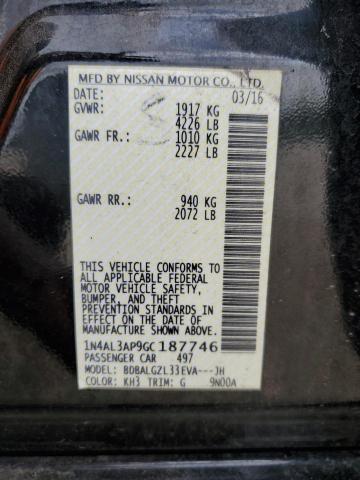 MFD BY NISSAN MOTOR CO., LTD.
DATE: 03/16
GVWR: 1917 KG
4226 LB
GAWR FR.: 1010 KG
2227 LB
GAWR RR.: 940 KG
2072 LB
THIS VEHICLE CONFORMS TO
ALL APPLICABLE FEDERAL
MOTOR VEHICLE SAFETY,
BUMPER, AND THEFT
PREVENTION STANDARDS
IN EFFECT ON THE DATE OF
MANUFACTURE SHOWN ABOVE.
1N4AL3AP9GC187746
PASSENGER CAR 497
MODEL: BDBALGZL33EVA---JH
COLOR: KH3 TRIM: G 9N00A